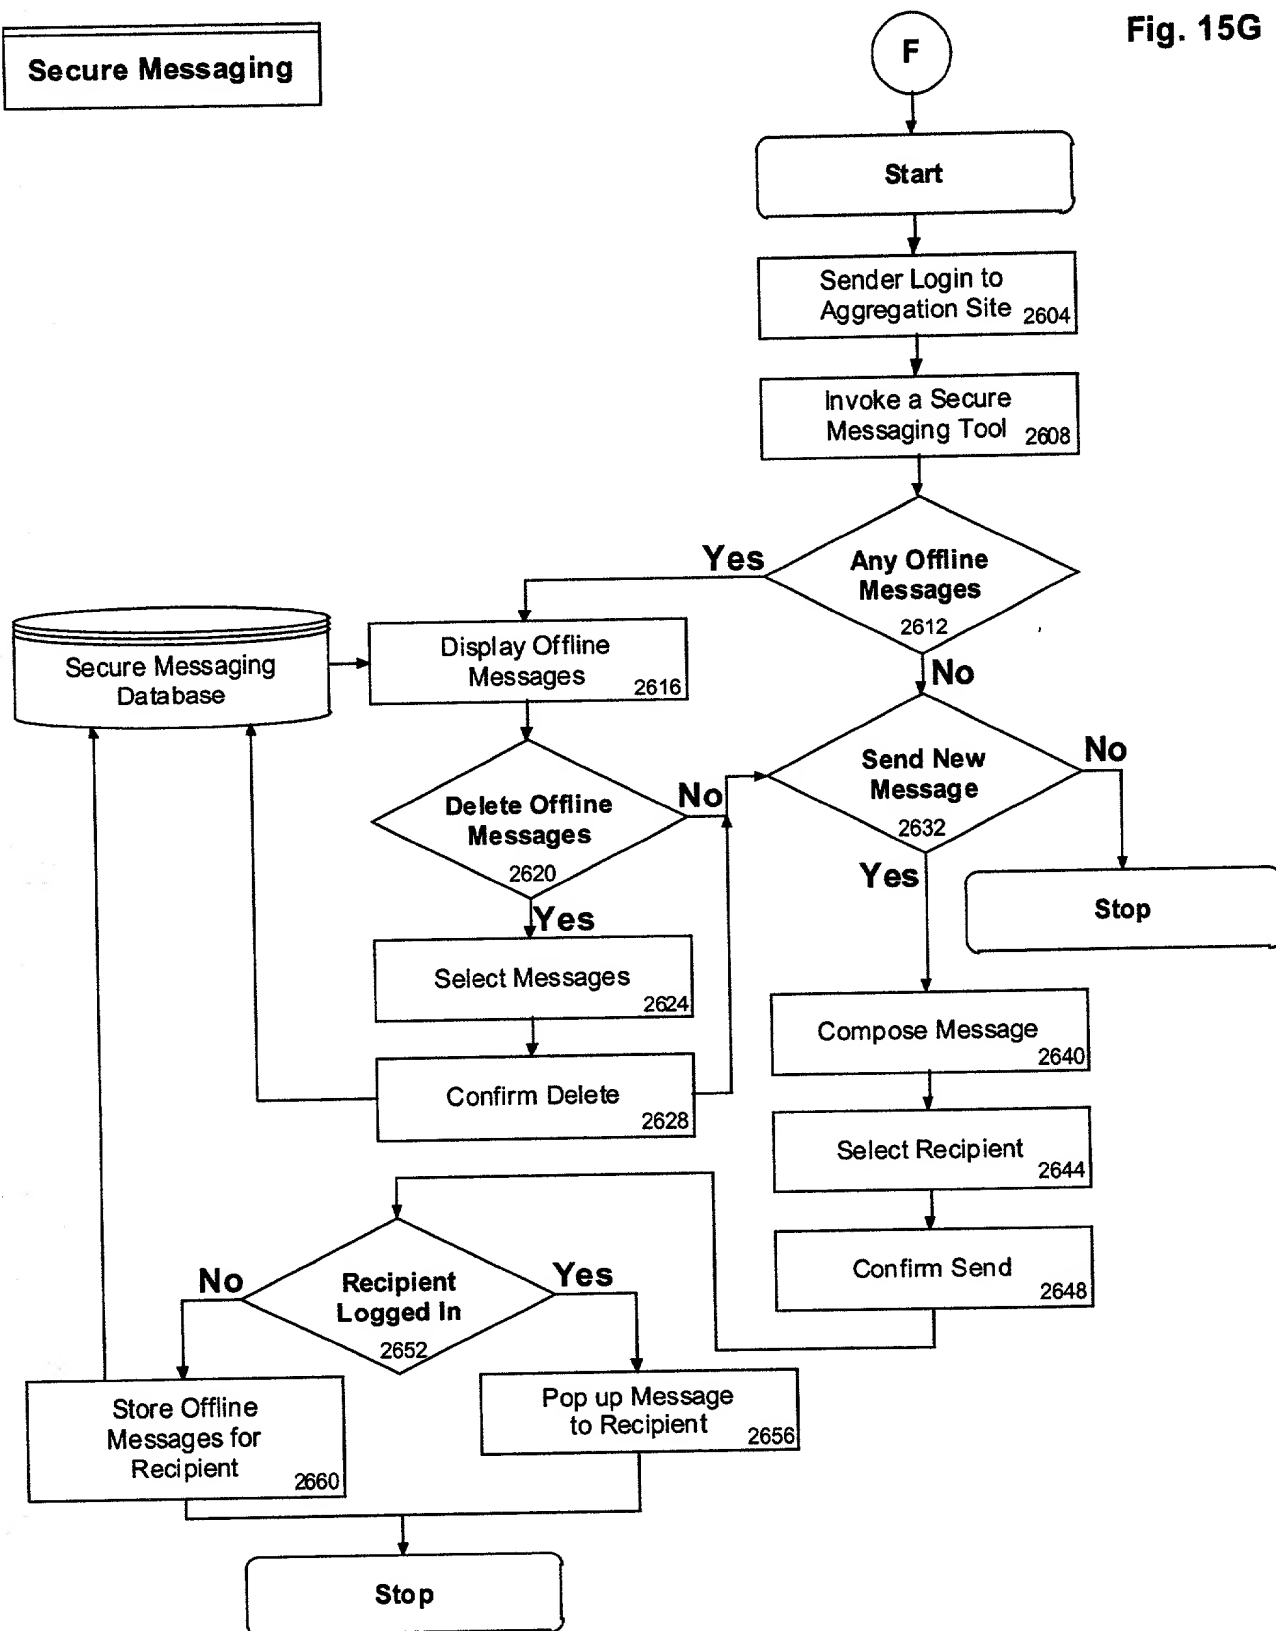 Fig. 15G
Secure Messaging
F
Start
Sender Login to
Aggregation Site 2604
Invoke a Secure
Messaging Tool 2608
Any Offline
Messages
2612
Yes
No
Secure Messaging
Database
Display Offline
Messages 2616
Delete Offline
Messages
2620
No
Yes
Send New
Message
2632
No
Yes
Stop
Select Messages
2624
Confirm Delete
2628
Compose Message
2640
Select Recipient
2644
Confirm Send
2648
Recipient
Logged In
2652
No
Yes
Store Offline
Messages for
Recipient
2660
Pop up Message
to Recipient 2656
Stop